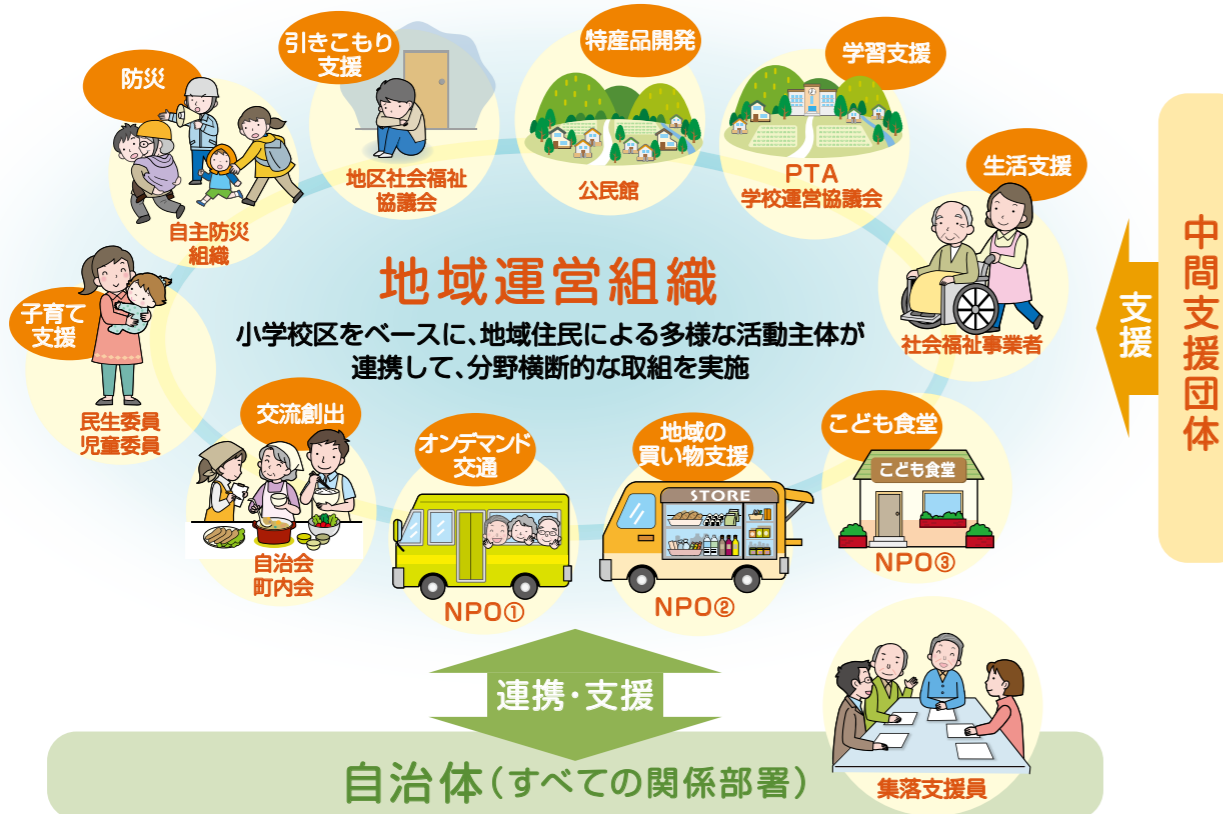 引きこもり
支援
特産品開発
学習支援
防災
生活支援
地区社会福祉
協議会
公民館
PTA
学校運営協議会
自主防災
組織
地域運営組織
小学校区をベースに、地域住民による多様な活動主体が
連携して、分野横断的な取組を実施
子育て
支援
社会福祉事業者
支援
中間支援団体
民生委員
児童委員
交流創出
オンデマンド
交通
地域の
買い物支援
こども食堂
こども食堂
STORE
自治会
町内会
NPO①
NPO②
NPO③
連携・支援
自治体(すべての関係部署)
集落支援員